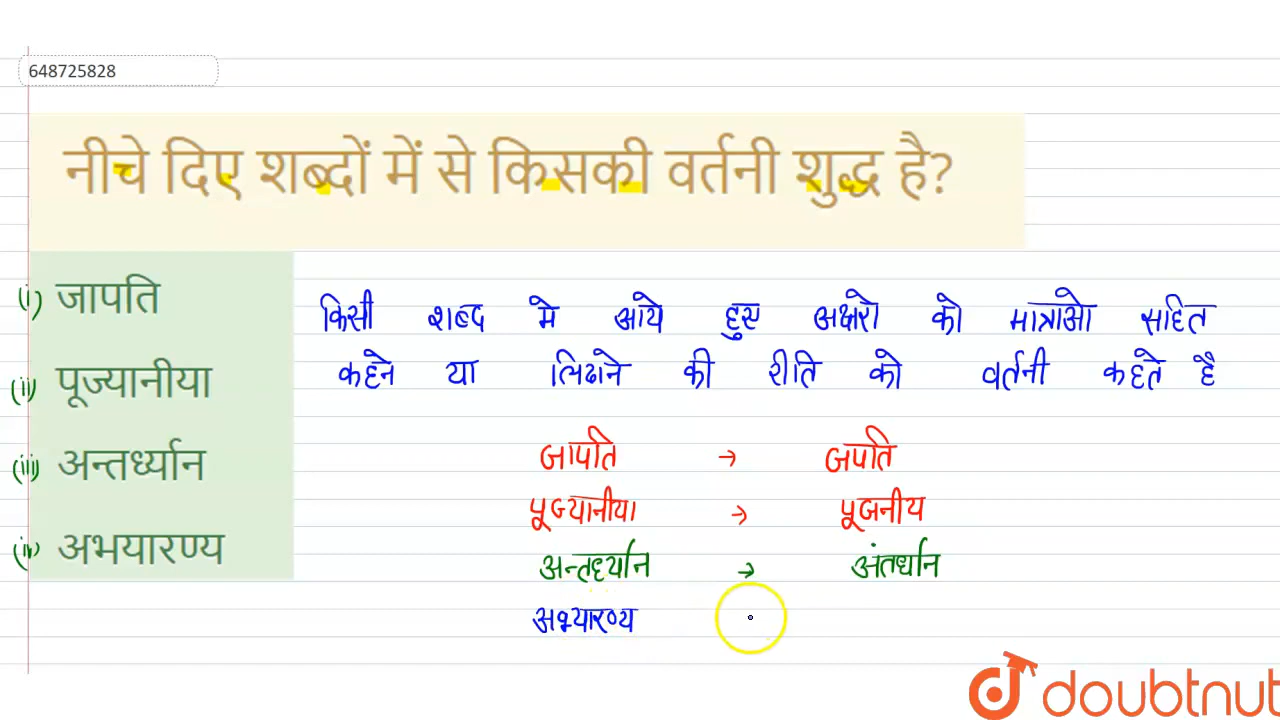 648725828
नीचे दिए शब्दों में से किसकी वर्तनी शुद्ध है?
(i) जापति
(ii) पूज्यानीया
(iii) अन्तर्ध्यान
(iv) अभयारण्य
किसी शब्द मे आये हुए अक्षरो को मात्राओ सहित
कहने या लिखने की रीति को वर्तनी कहते है
जापति → जपति
पूज्यानीया → पूजनीय
अन्तर्ध्यान → अंतर्धान
अभ्यारण्य
doubtnut